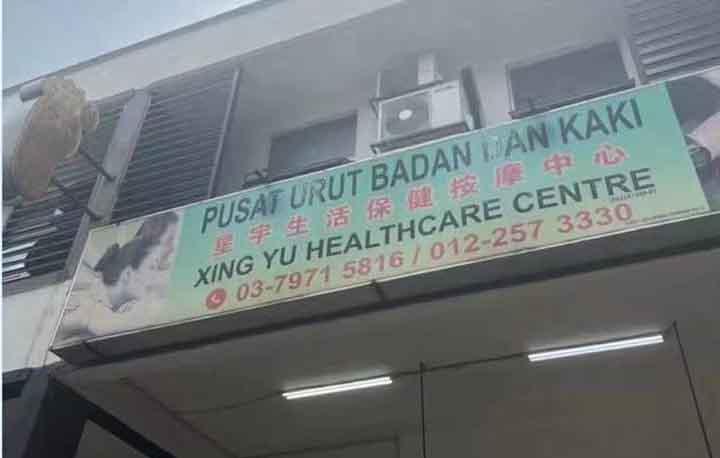 PUSAT URUT BADAN DAN KAKI
星宇生活保健按摩中心
XING YU HEALTHCARE CENTRE
03-7971 5816 / 012-257 3330